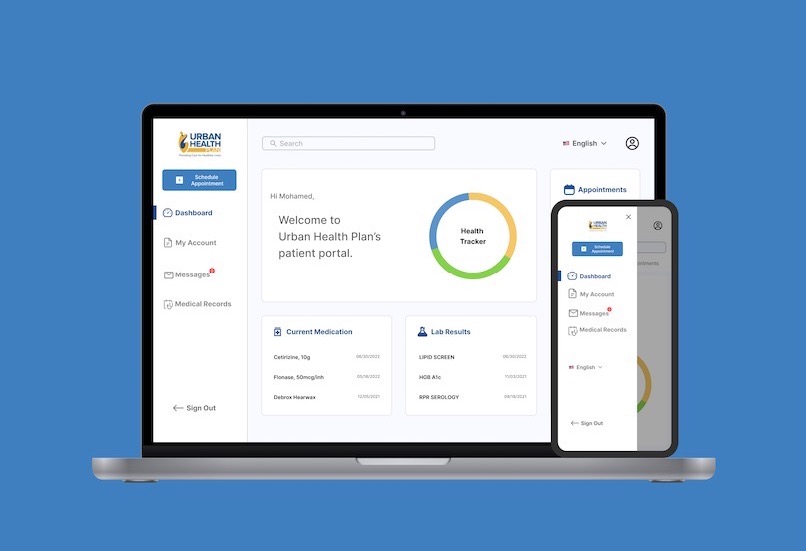 URBAN
HEALTH
PLAN
Schedule
Appointment
Dashboard
My Account
Messages
Medical Records
Sign Out
Search
English
Hi Mohamed,
Welcome to
Urban Health Plan's
patient portal.
Health
Tracker
Appointments
Current Medication
Cetirizine, 10g
06/30/2022
Flonase, 50mcg/inh
05/18/2022
Debrox Hearwax
12/05/2021
Lab Results
LIPID SCREEN
06/30/2022
HGB A1c
11/03/2021
RPR SEROLOGY
09/18/2021
URBAN
HEALTH
PLAN
Schedule
Appointment
Dashboard
My Account
Messages
Medical Records
English
Sign Out